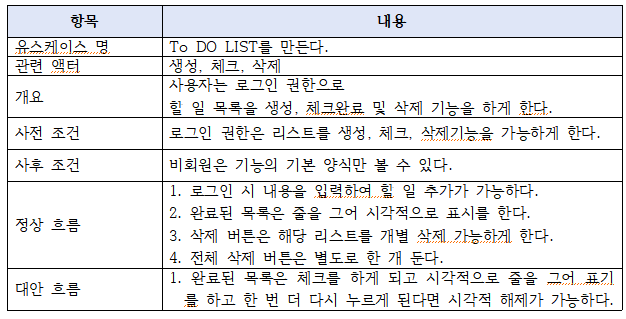 항목 내용
유스케이스 명 To DO LIST를 만든다.
관련 액터 생성, 체크, 삭제
개요 사용자는 로그인 권한으로
할 일 목록을 생성, 체크완료 및 삭제 기능을 하게 한다.
사전 조건 로그인 권한은 리스트를 생성, 체크, 삭제기능을 가능하게 한다.
사후 조건 비회원은 기능의 기본 양식만 볼 수 있다.
정상 흐름
1. 로그인 시 내용을 입력하여 할 일 추가가 가능하다.
2. 완료된 목록은 줄을 그어 시각적으로 표시를 한다.
3. 삭제 버튼은 해당 리스트를 개별 삭제 가능하게 한다.
4. 전체 삭제 버튼은 별도로 한 개 둔다.
대안 흐름
1. 완료된 목록은 체크를 하게 되고 시각적으로 줄을 그어 표기
를 하고 한 번 더 다시 누르게 된다면 시각적 해제가 가능하다.